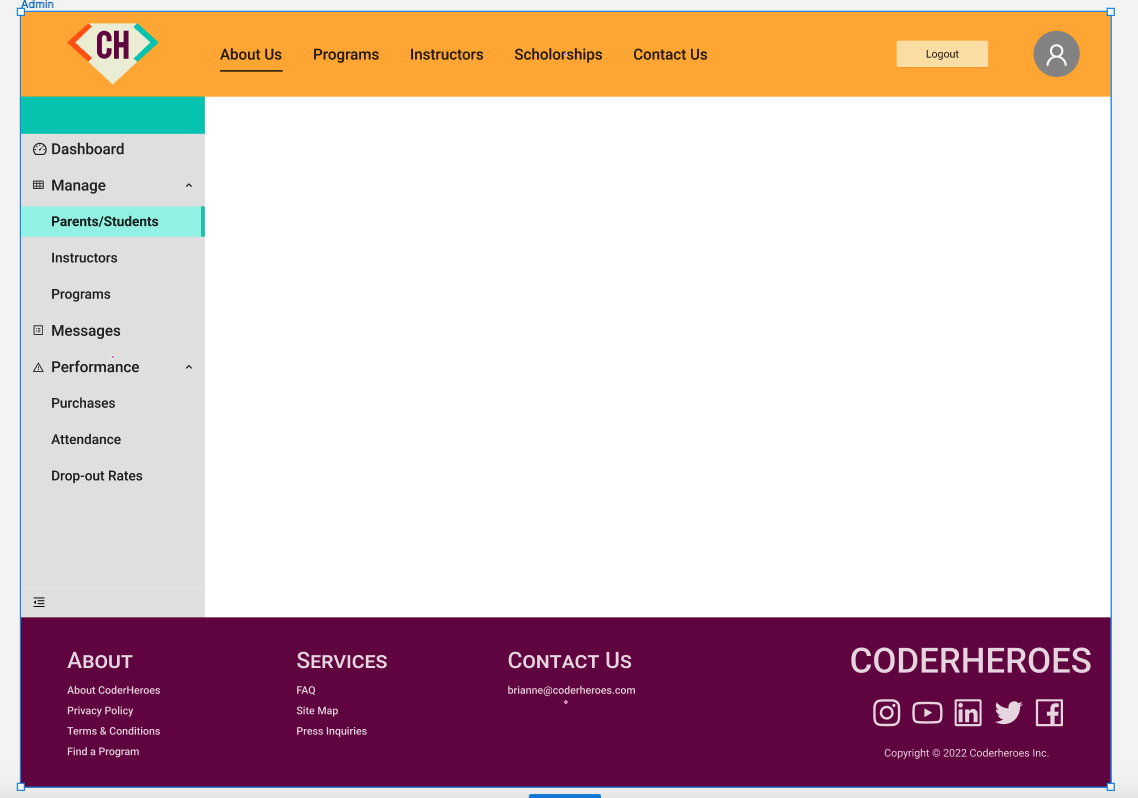 Admin
CH
About Us Programs Instructors Scholorships Contact Us Logout
Dashboard
Manage
Parents/Students
Instructors
Programs
Messages
Performance
Purchases
Attendance
Drop-out Rates
About Services Contact Us CODERHEROES
About CoderHeroes FAQ brianne@coderheroes.com
Privacy Policy Site Map
Terms & Conditions Press Inquiries
Find a Program Copyright © 2022 Coderheroes Inc.